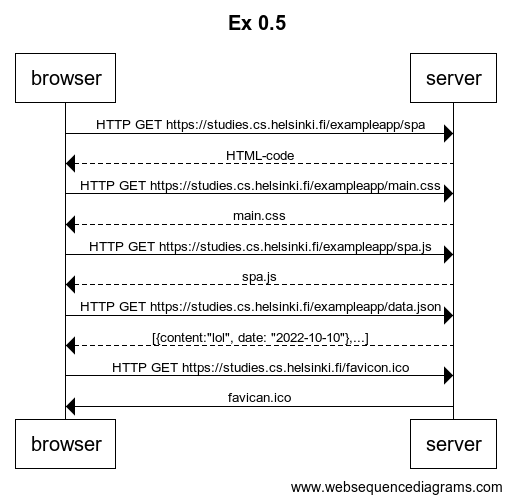 Ex 0.5
browser server
HTTP GET https://studies.cs.helsinki.fi/exampleapp/spa
HTML-code
HTTP GET https://studies.cs.helsinki.fi/exampleapp/main.css
main.css
HTTP GET https://studies.cs.helsinki.fi/exampleapp/spa.js
spa.js
HTTP GET https://studies.cs.helsinki.fi/exampleapp/data.json
[{content:"lol", date: "2022-10-10"},...]
HTTP GET https://studies.cs.helsinki.fi/favicon.ico
favican.ico
browser server
www.websequencediagrams.com